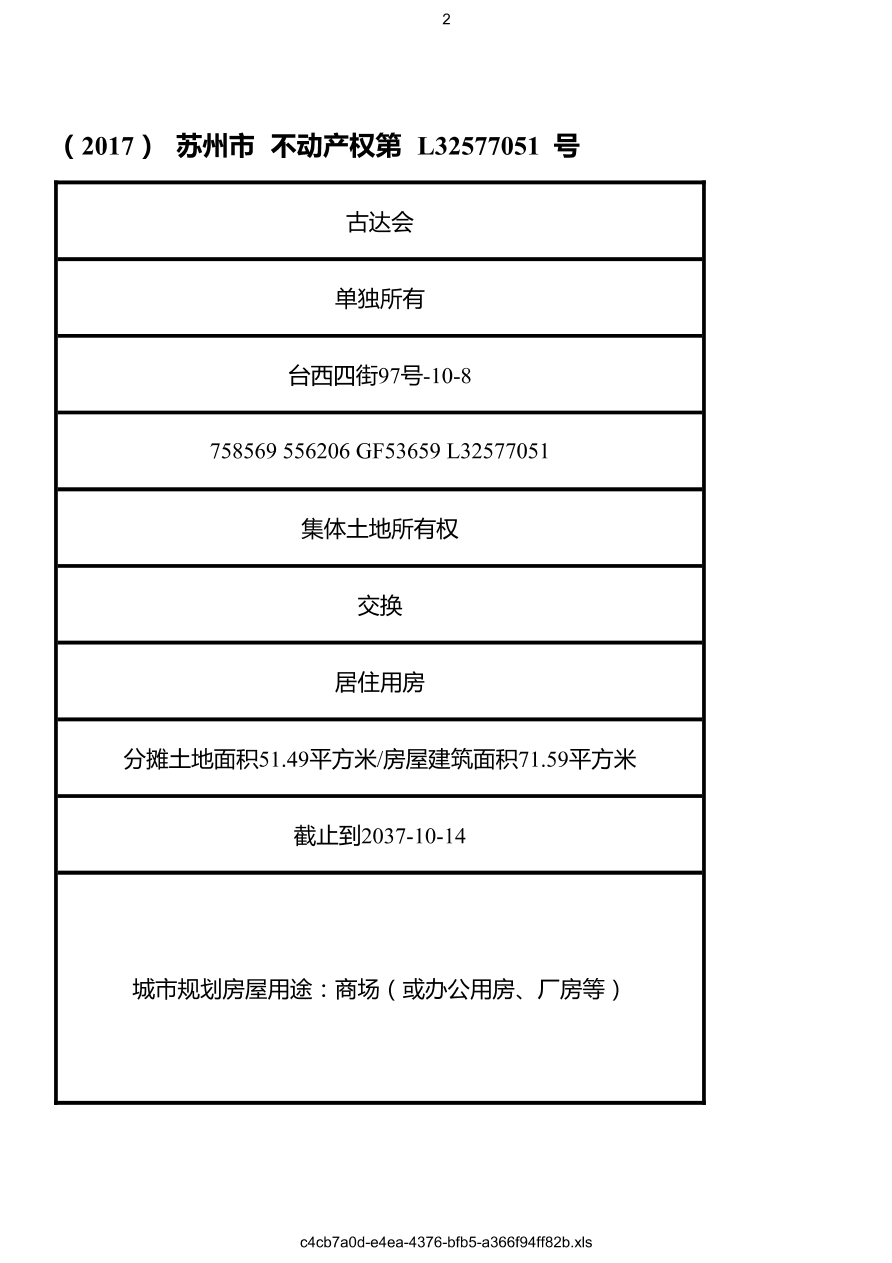 2
（2017） 苏州市 不动产权第 L32577051 号
古达会
单独所有
台西四街97号-10-8
758569 556206 GF53659 L32577051
集体土地所有权
交换
居住用房
分摊土地面积51.49平方米/房屋建筑面积71.59平方米
截止到2037-10-14
城市规划房屋用途：商场（或办公用房、厂房等）
c4cb7a0d-e4ea-4376-bfb5-a366f94ff82b.xls